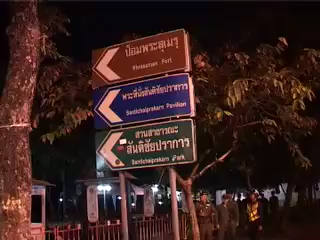 ป้อมพระสุเมรุ
Phrasumen Fort
พระที่นั่งสันติชัยปราการ
Santichaiprakarn Pavilion
สวนสาธารณะ
สันติชัยปราการ
Santichaiprakarn Park